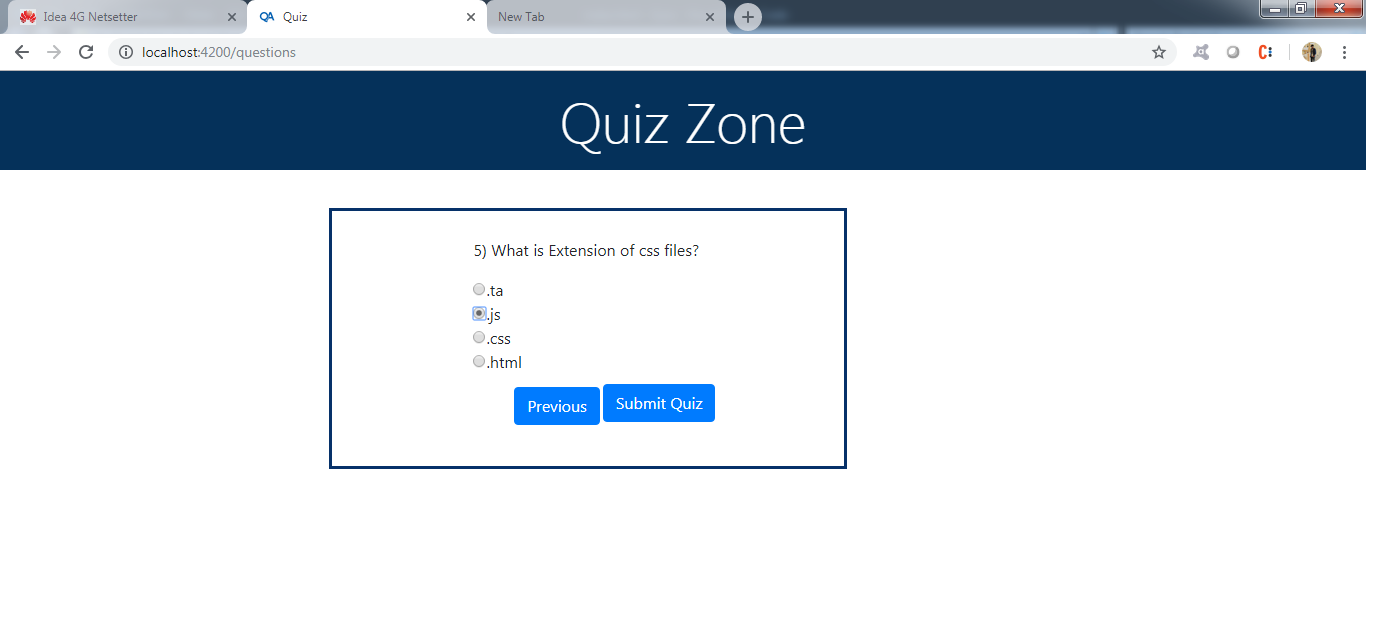 Idea 4G Netsetter
QA Quiz
New Tab
localhost:4200/questions
Quiz Zone
5) What is Extension of css files?
.ta
.js
.css
.html
Previous
Submit Quiz